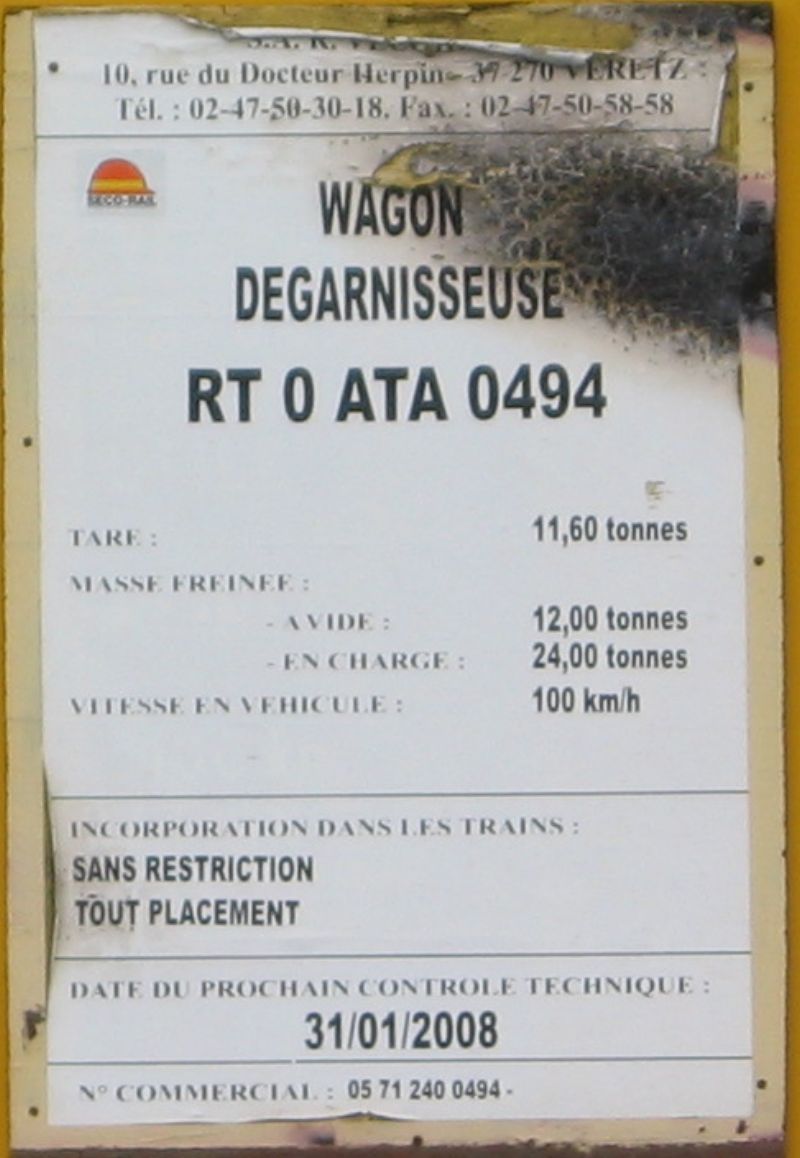 10, rue du Docteur Herpin - 37 270 VERETZ
Tél. : 02-47-50-30-18. Fax. : 02-47-50-58-58
SECO-RAIL
WAGON
DEGARNISSEUSE
RT 0 ATA 0494
TARE : 11,60 tonnes
MASSE FREINEE :
- A VIDE : 12,00 tonnes
- EN CHARGE : 24,00 tonnes
VITESSE EN VEHICULE : 100 km/h
INCORPORATION DANS LES TRAINS :
SANS RESTRICTION
TOUT PLACEMENT
DATE DU PROCHAIN CONTROLE TECHNIQUE :
31/01/2008
N° COMMERCIAL : 05 71 240 0494 -